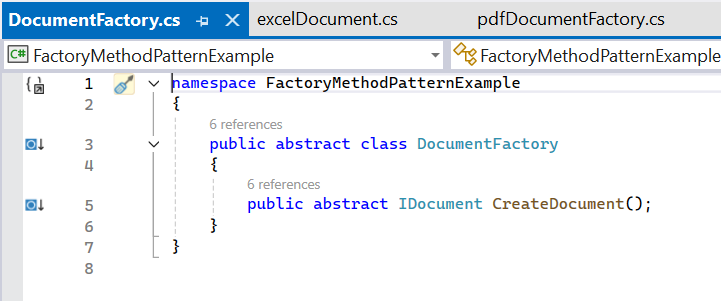 DocumentFactory.cs excelDocument.cs pdfDocumentFactory.cs
C# FactoryMethodPatternExample FactoryMethodPatternExample
1 namespace FactoryMethodPatternExample
2 {
6 references
3 public abstract class DocumentFactory
4 {
6 references
5 public abstract IDocument CreateDocument();
6 }
7 }
8